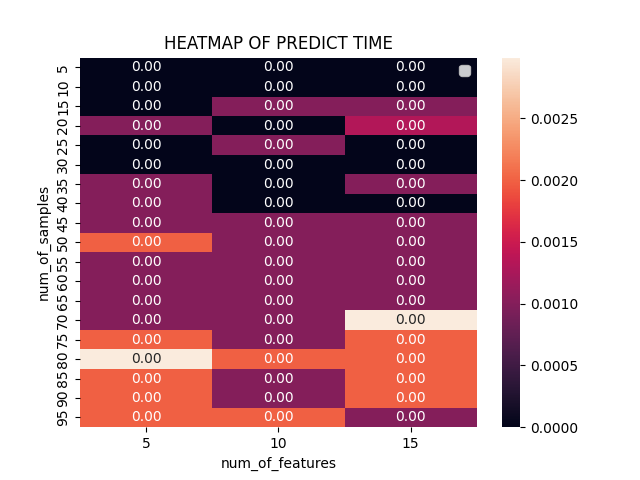 HEATMAP OF PREDICT TIME
5 0.00 0.00 0.00
10 0.00 0.00 0.00
15 0.00 0.00 0.00
20 0.00 0.00 0.00
25 0.00 0.00 0.00
30 0.00 0.00 0.00
35 0.00 0.00 0.00
40 0.00 0.00 0.00
45 0.00 0.00 0.00
50 0.00 0.00 0.00
55 0.00 0.00 0.00
60 0.00 0.00 0.00
65 0.00 0.00 0.00
70 0.00 0.00 0.00
75 0.00 0.00 0.00
80 0.00 0.00 0.00
85 0.00 0.00 0.00
90 0.00 0.00 0.00
95 0.00 0.00 0.00
num_of_samples
5 10 15
num_of_features
0.0025
0.0020
0.0015
0.0010
0.0005
0.0000